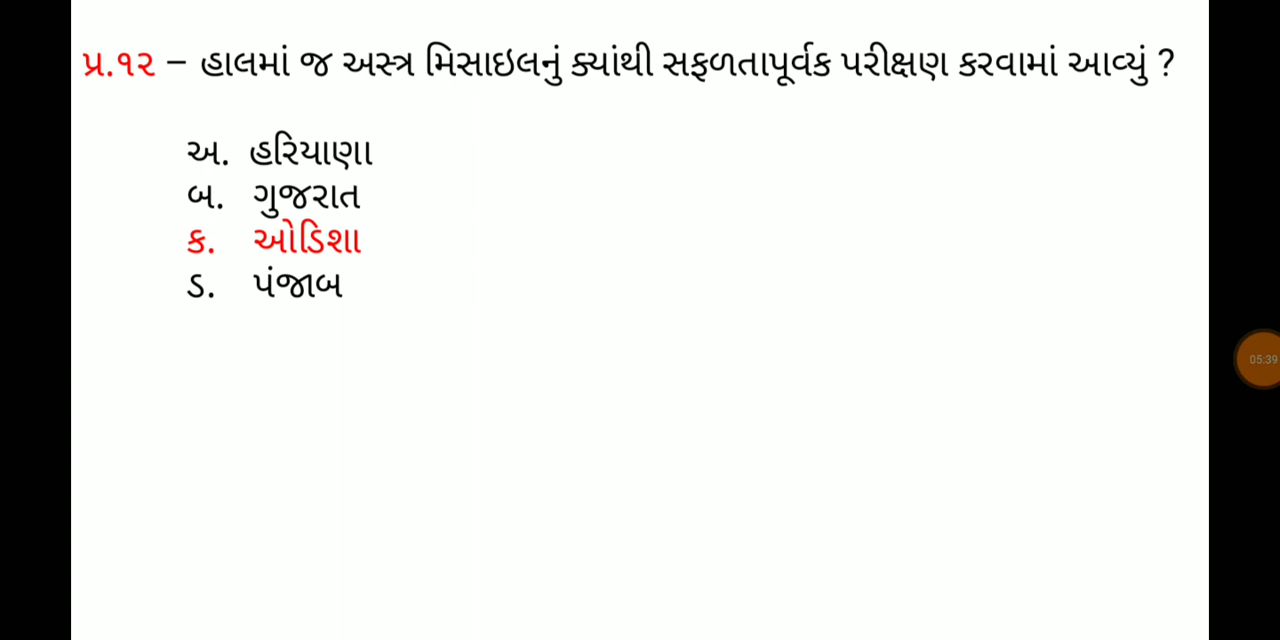 પ્ર.૧૨ – હાલમાં જ અસ્ત્ર મિસાઇલનું ક્યાંથી સફળતાપૂર્વક પરીક્ષણ કરવામાં આવ્યું ?
અ. હરિયાણા
બ. ગુજરાત
ક. ઓડિશા
ડ. પંજાબ
05:39